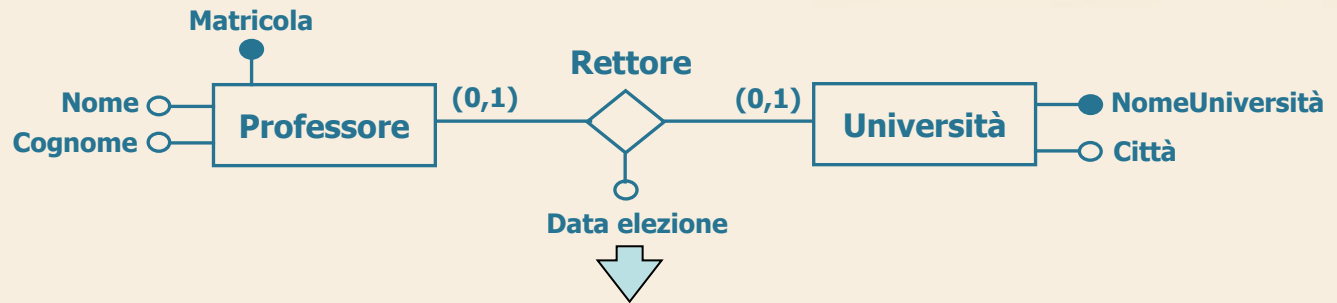 Matricola
Rettore
Nome
(0,1)
(0,1)
NomeUniversità
Professore
Università
Cognome
Città
Data elezione